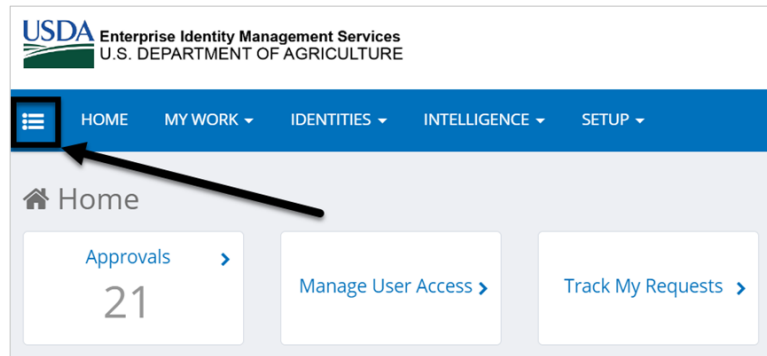 USDA Enterprise Identity Management Services
U.S. DEPARTMENT OF AGRICULTURE
HOME MY WORK IDENTITIES INTELLIGENCE SETUP
Home
Approvals
21
Manage User Access
Track My Requests